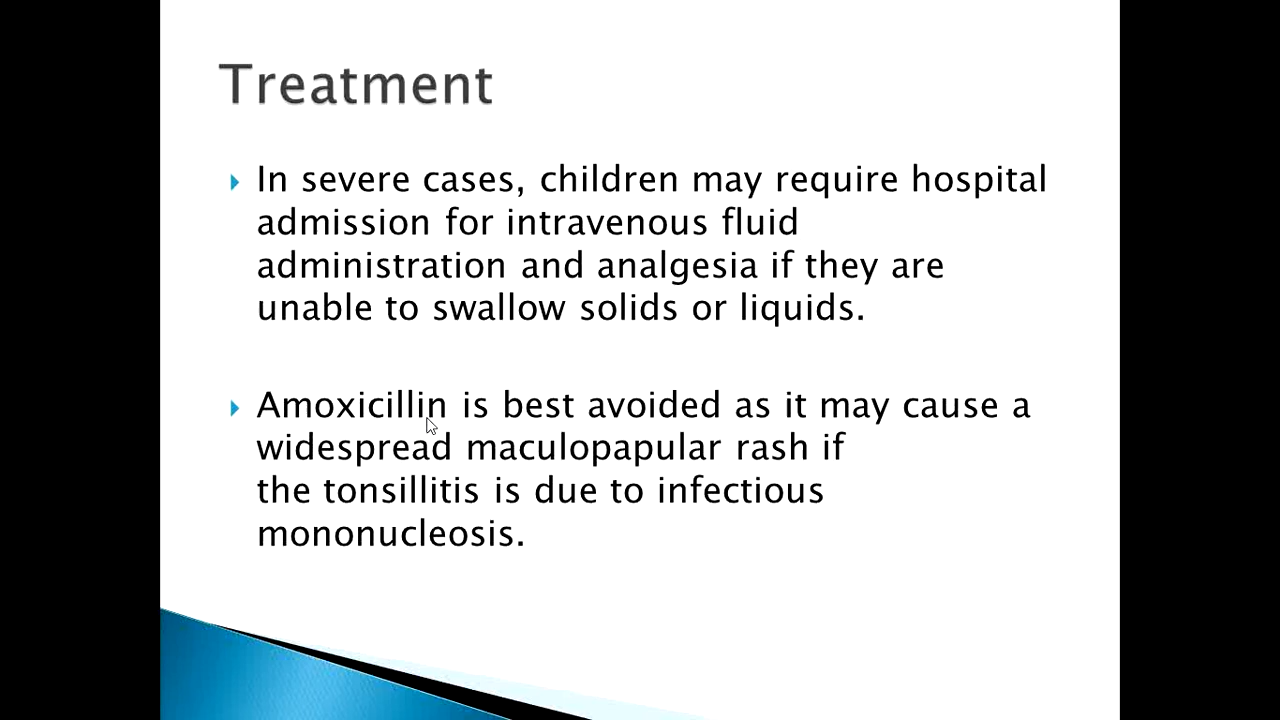 Treatment
In severe cases, children may require hospital
admission for intravenous fluid
administration and analgesia if they are
unable to swallow solids or liquids.
Amoxicillin is best avoided as it may cause a
widespread maculopapular rash if
the tonsillitis is due to infectious
mononucleosis.